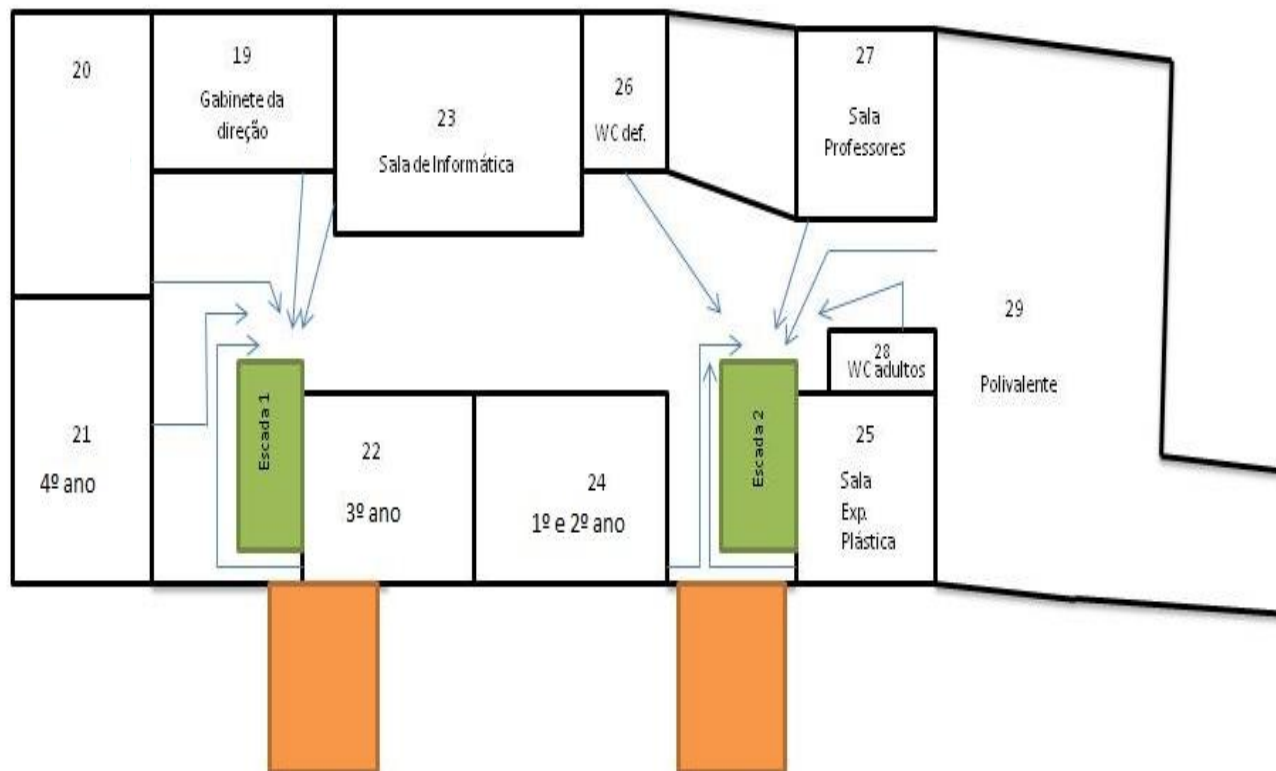 20
19
Gabinete da
direção
23
Sala de Informática
26
WC def.
27
Sala
Professores
21
4º ano
Escada 1
22
3º ano
24
1º e 2º ano
Escada 2
28
WC adultos
25
Sala
Exp.
Plástica
29
Polivalente